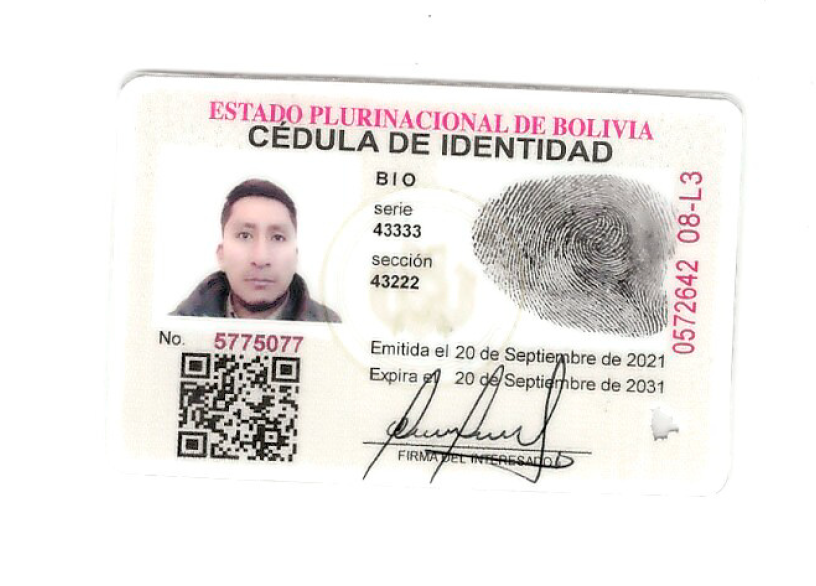 ESTADO PLURINACIONAL DE BOLIVIA
CÉDULA DE IDENTIDAD
BIO
serie
43333
sección
43222
0572642 08-L3
No. 5775077
Emitida el 20 de Septiembre de 2021
Expira el 20 de Septiembre de 2031
FIRMA DEL INTERESADO